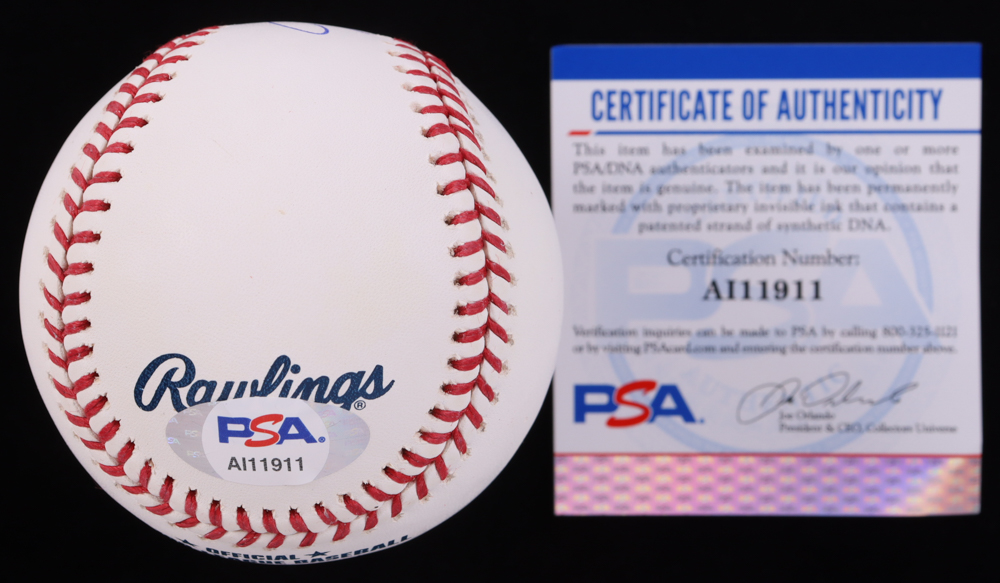 Rawlings®
PSA®
AI11911
OFFICIAL
LEAGUE BASEBALL
CERTIFICATE OF AUTHENTICITY
This item has been examined by one or more
PSA/DNA authenticators and it is our opinion that
the item is genuine. The item has been permanently
marked with proprietary invisible ink that contains a
patented strand of synthetic DNA.
Certification Number:
AI11911
Verification inquiries can be made to PSA by calling 800-325-1121
or by visiting PSAcard.com and entering the certification number above.
PSA.
Joe Orlando
President & CEO, Collectors Universe